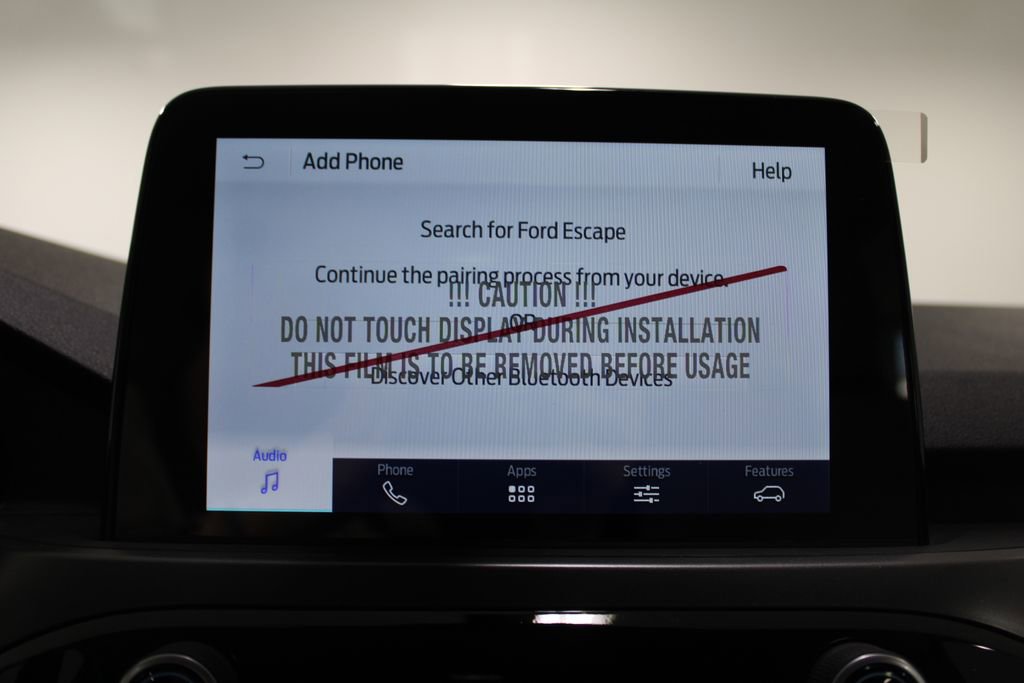 Add Phone
Help
Search for Ford Escape
Continue the pairing process from your device.
!!! CAUTION !!!
OR
DO NOT TOUCH DISPLAY DURING INSTALLATION
THIS FILM IS TO BE REMOVED BEFORE USAGE
Discover Other Bluetooth Devices
Audio
Phone
Apps
Settings
Features